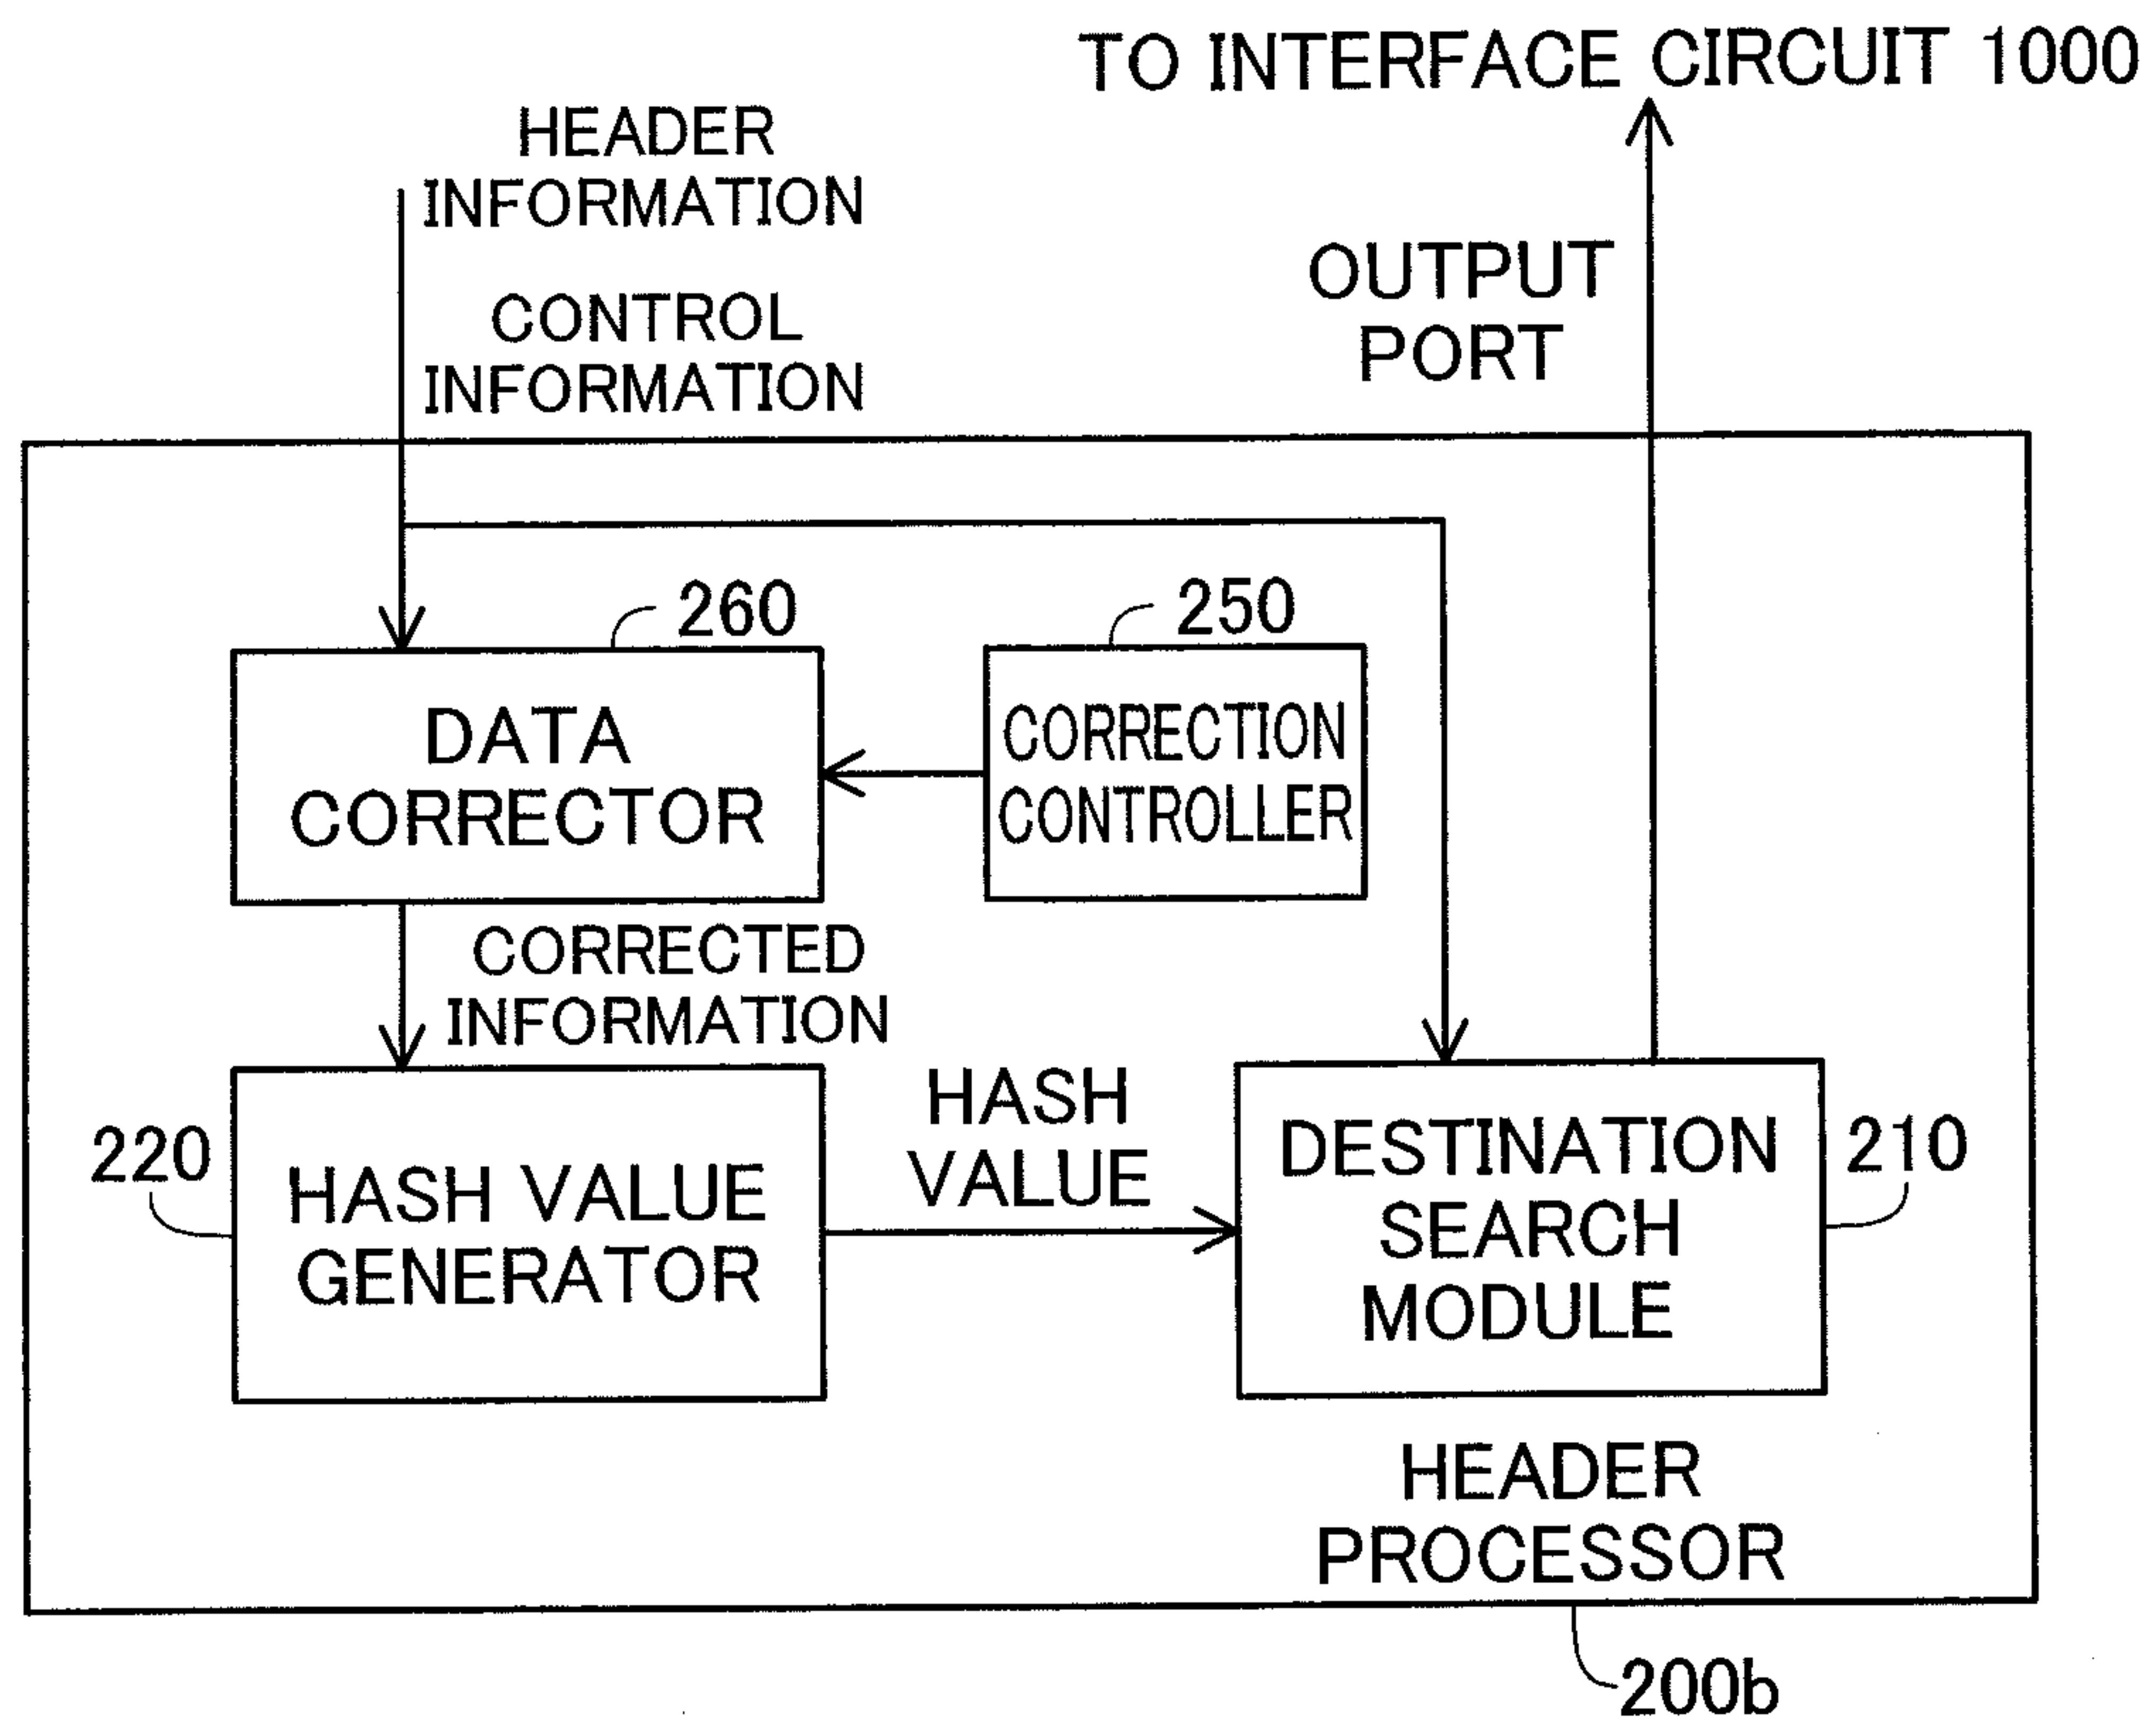 TO INTERFACE CIRCUIT 1000
HEADER
INFORMATION
OUTPUT
PORT
CONTROL
INFORMATION
260
250
DATA
CORRECTOR
CORRECTION
CONTROLLER
CORRECTED
INFORMATION
HASH
VALUE
220
HASH VALUE
GENERATOR
DESTINATION
SEARCH
MODULE
210
HEADER
PROCESSOR
200b